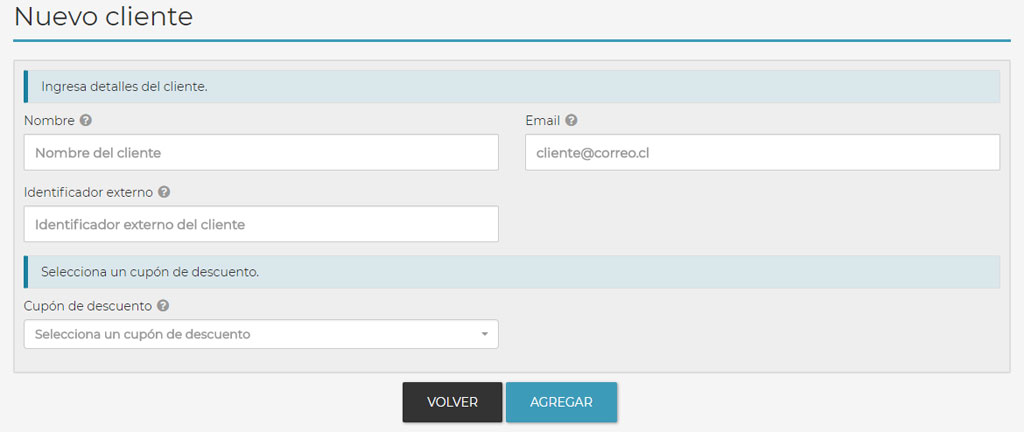 Nuevo cliente
Ingresa detalles del cliente.
Nombre
Email
Nombre del cliente
cliente@correo.cl
Identificador externo
Identificador externo del cliente
Selecciona un cupón de descuento.
Cupón de descuento
Selecciona un cupón de descuento
VOLVER
AGREGAR